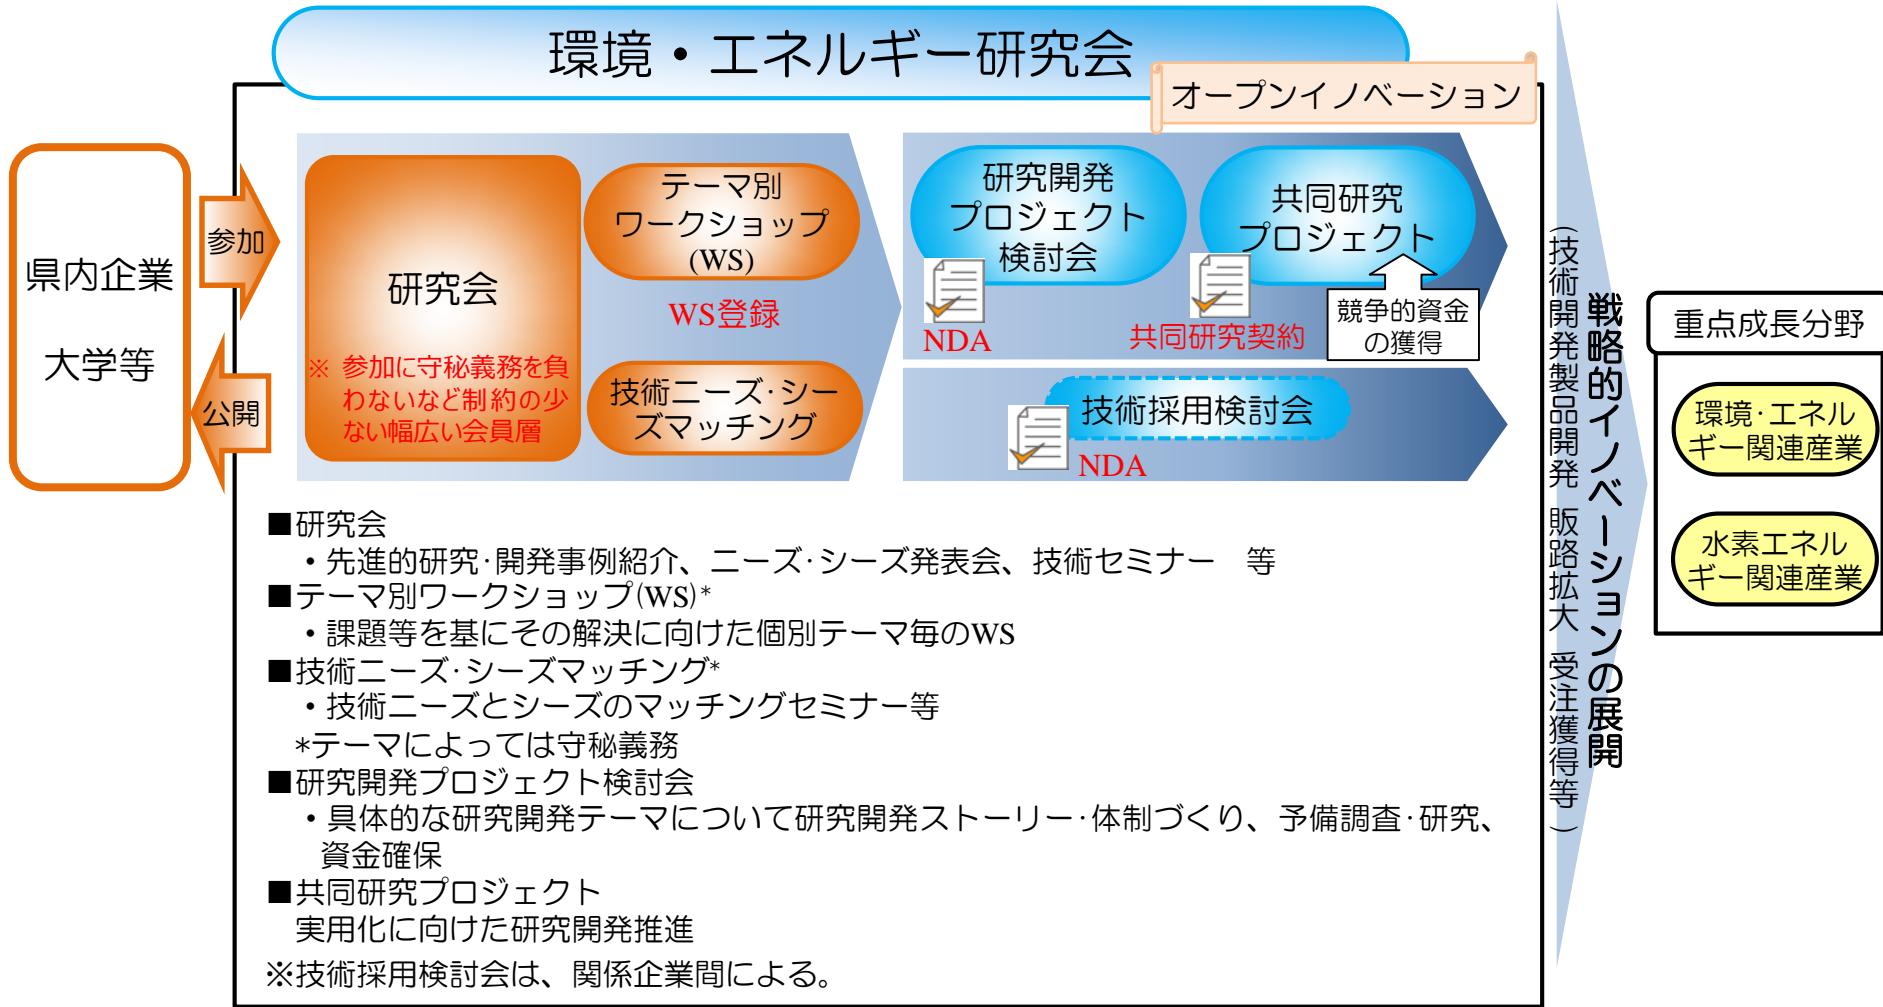 環境・エネルギー研究会
オープンイノベーション
県内企業
大学等
参加
公開
研究会
※ 参加に守秘義務を負
わないなど制約の少
ない幅広い会員層
テーマ別
ワークショップ
(WS)
WS登録
技術ニーズ･シー
ズマッチング
研究開発
プロジェクト
検討会
NDA
共同研究
プロジェクト
共同研究契約
競争的資金
の獲得
技術採用検討会
NDA
■研究会
・先進的研究･開発事例紹介、ニーズ･シーズ発表会、技術セミナー　等
■テーマ別ワークショップ(WS)*
・課題等を基にその解決に向けた個別テーマ毎のWS
■技術ニーズ･シーズマッチング*
・技術ニーズとシーズのマッチングセミナー等
*テーマによっては守秘義務
■研究開発プロジェクト検討会
・具体的な研究開発テーマについて研究開発ストーリー･体制づくり、予備調査･研究、
資金確保
■共同研究プロジェクト
実用化に向けた研究開発推進
※技術採用検討会は、関係企業間による。
戦略的イノベーションの展開
（技術開発製品開発 販路拡大 受注獲得等）
重点成長分野
環境･エネル
ギー関連産業
水素エネル
ギー関連産業